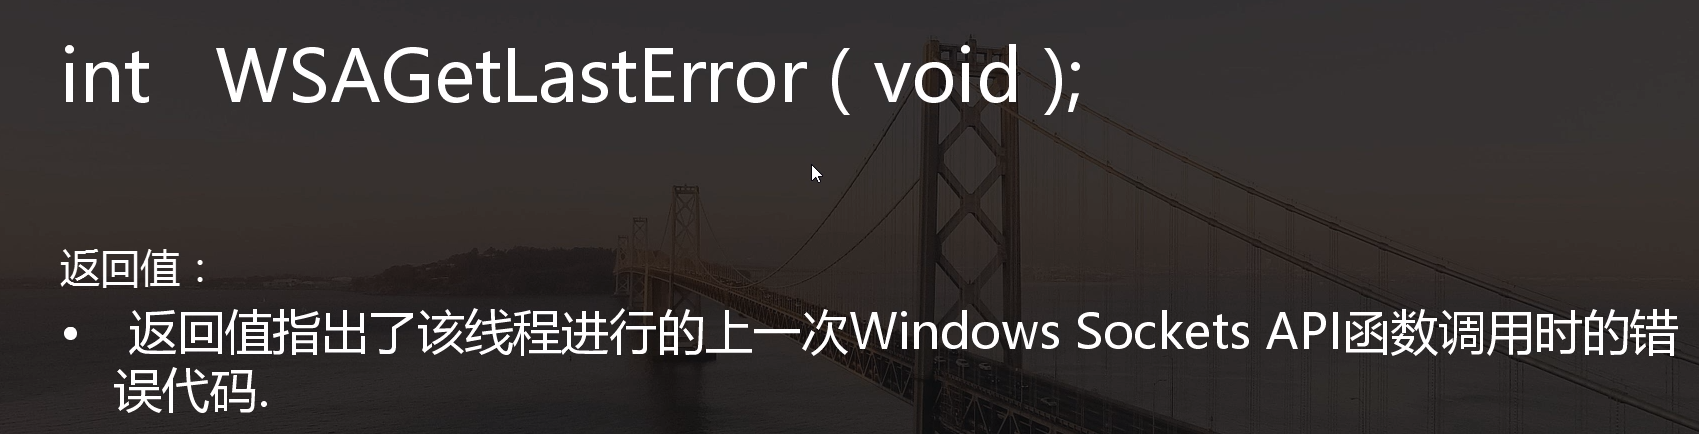 int WSAGetLastError ( void );
返回值：
• 返回值指出了该线程进行的上一次Windows Sockets API函数调用时的错
误代码.